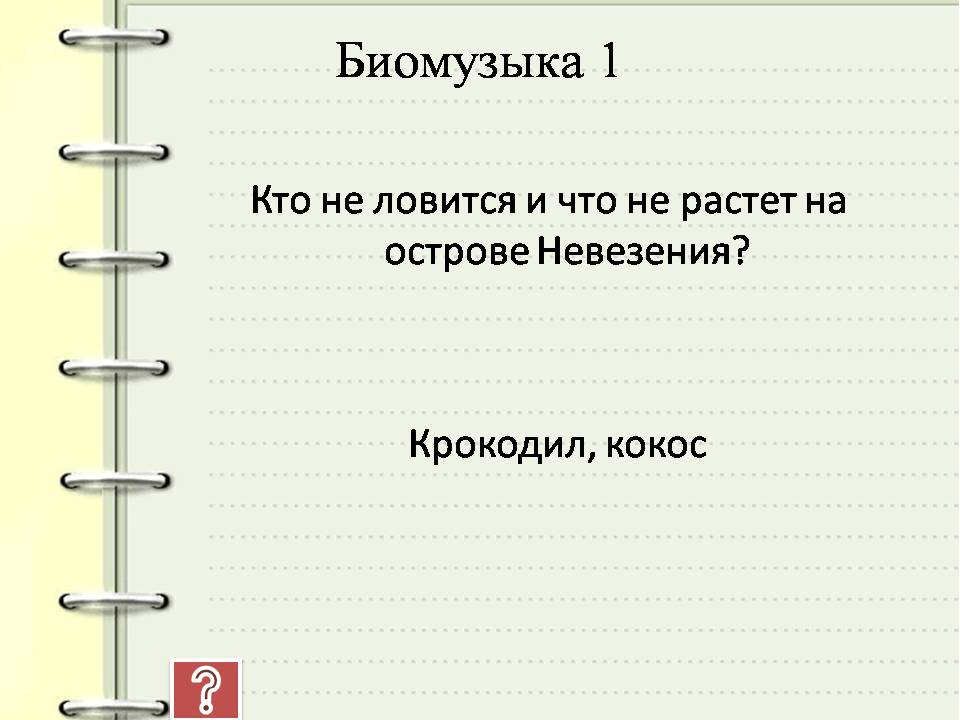 Биомузыка 1
Кто не ловится и что не растет на
острове Невезения?
Крокодил, кокос
?